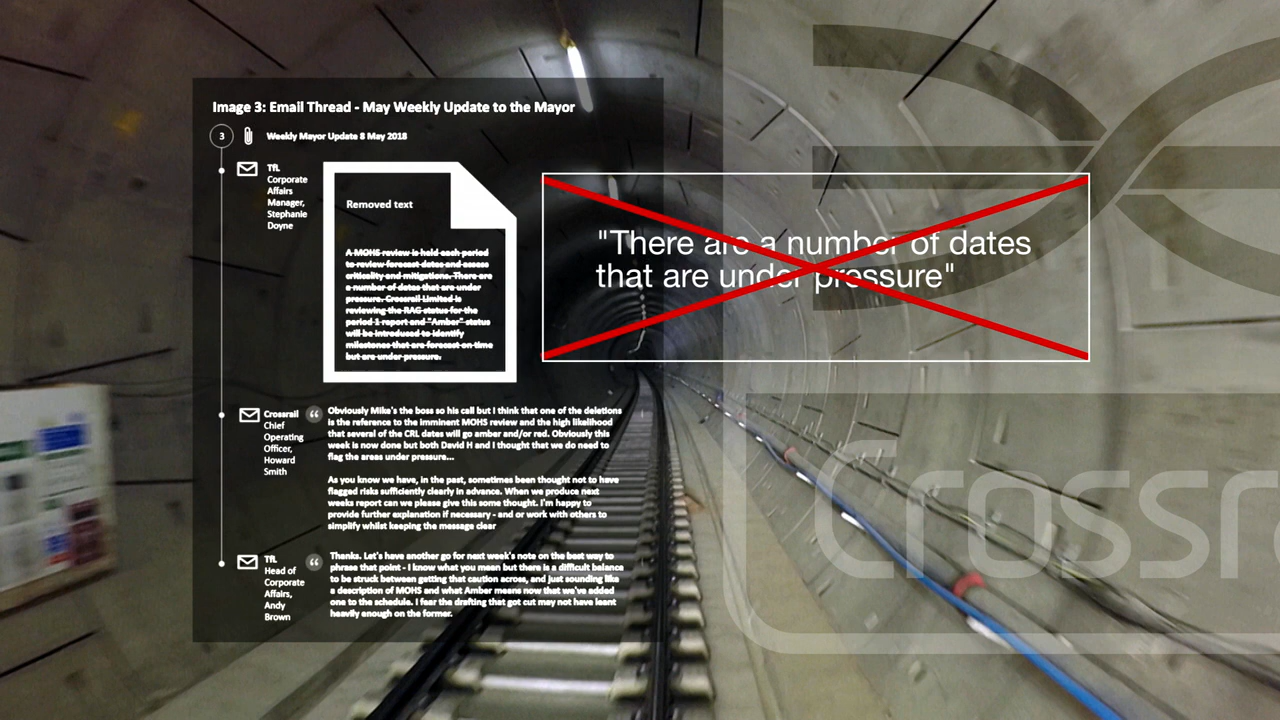 Image 3: Email Thread - May Weekly Update to the Mayor
3
Weekly Mayor Update 8 May 2018
TfL
Corporate
Affairs
Manager,
Stephanie
Doyne
Removed text
A MOHS review is held each period
to review forecast dates and assess
criticality and mitigations. There are
a number of dates that are under
pressure. Crossrail Limited is
reviewing the RAG status for the
period 1 report and "Amber" status
will be introduced to identify
milestones that are forecast on time
but are under pressure.
"There are a number of dates
that are under pressure"
Crossrail
Chief
Operating
Officer,
Howard
Smith
“
Obviously Mike's the boss so his call but I think that one of the deletions
is the reference to the imminent MOHS review and the high likelihood
that several of the CRL dates will go amber and/or red. Obviously this
week is now done but both David H and I thought that we do need to
flag the areas under pressure...
As you know we have, in the past, sometimes been thought not to have
flagged risks sufficiently clearly in advance. When we produce next
weeks report can we please give this some thought. I'm happy to
provide further explanation if necessary - and or work with others to
simplify whilst keeping the message clear
TfL
Head of
Corporate
Affairs,
Andy
Brown
“
Thanks. Let's have another go for next week's note on the best way to
phrase that point - I know what you mean but there is a difficult balance
to be struck between getting that caution across, and just sounding like
a description of MOHS and what Amber means now that we've added
one to the schedule. I fear the drafting that got cut may not have leant
heavily enough on the former.
Crossr